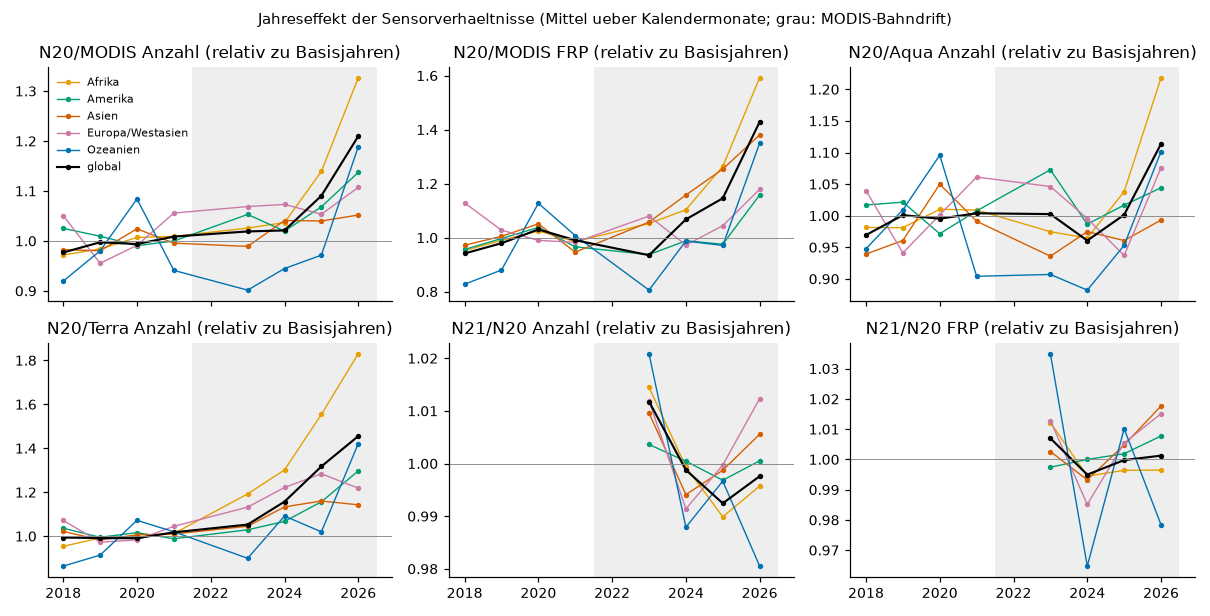 Jahreseffekt der Sensorverhaeltnisse (Mittel ueber Kalendermonate; grau: MODIS-Bahndrift)
N20/MODIS Anzahl (relativ zu Basisjahren)
N20/MODIS FRP (relativ zu Basisjahren)
N20/Aqua Anzahl (relativ zu Basisjahren)
1.3
1.2
1.1
1.0
0.9
Afrika
Amerika
Asien
Europa/Westasien
Ozeanien
global
1.6
1.4
1.2
1.0
0.8
1.20
1.15
1.10
1.05
1.00
0.95
0.90
N20/Terra Anzahl (relativ zu Basisjahren)
N21/N20 Anzahl (relativ zu Basisjahren)
N21/N20 FRP (relativ zu Basisjahren)
1.8
1.6
1.4
1.2
1.0
2018 2020 2022 2024 2026
1.02
1.01
1.00
0.99
0.98
2018 2020 2022 2024 2026
1.03
1.02
1.01
1.00
0.99
0.98
0.97
2018 2020 2022 2024 2026